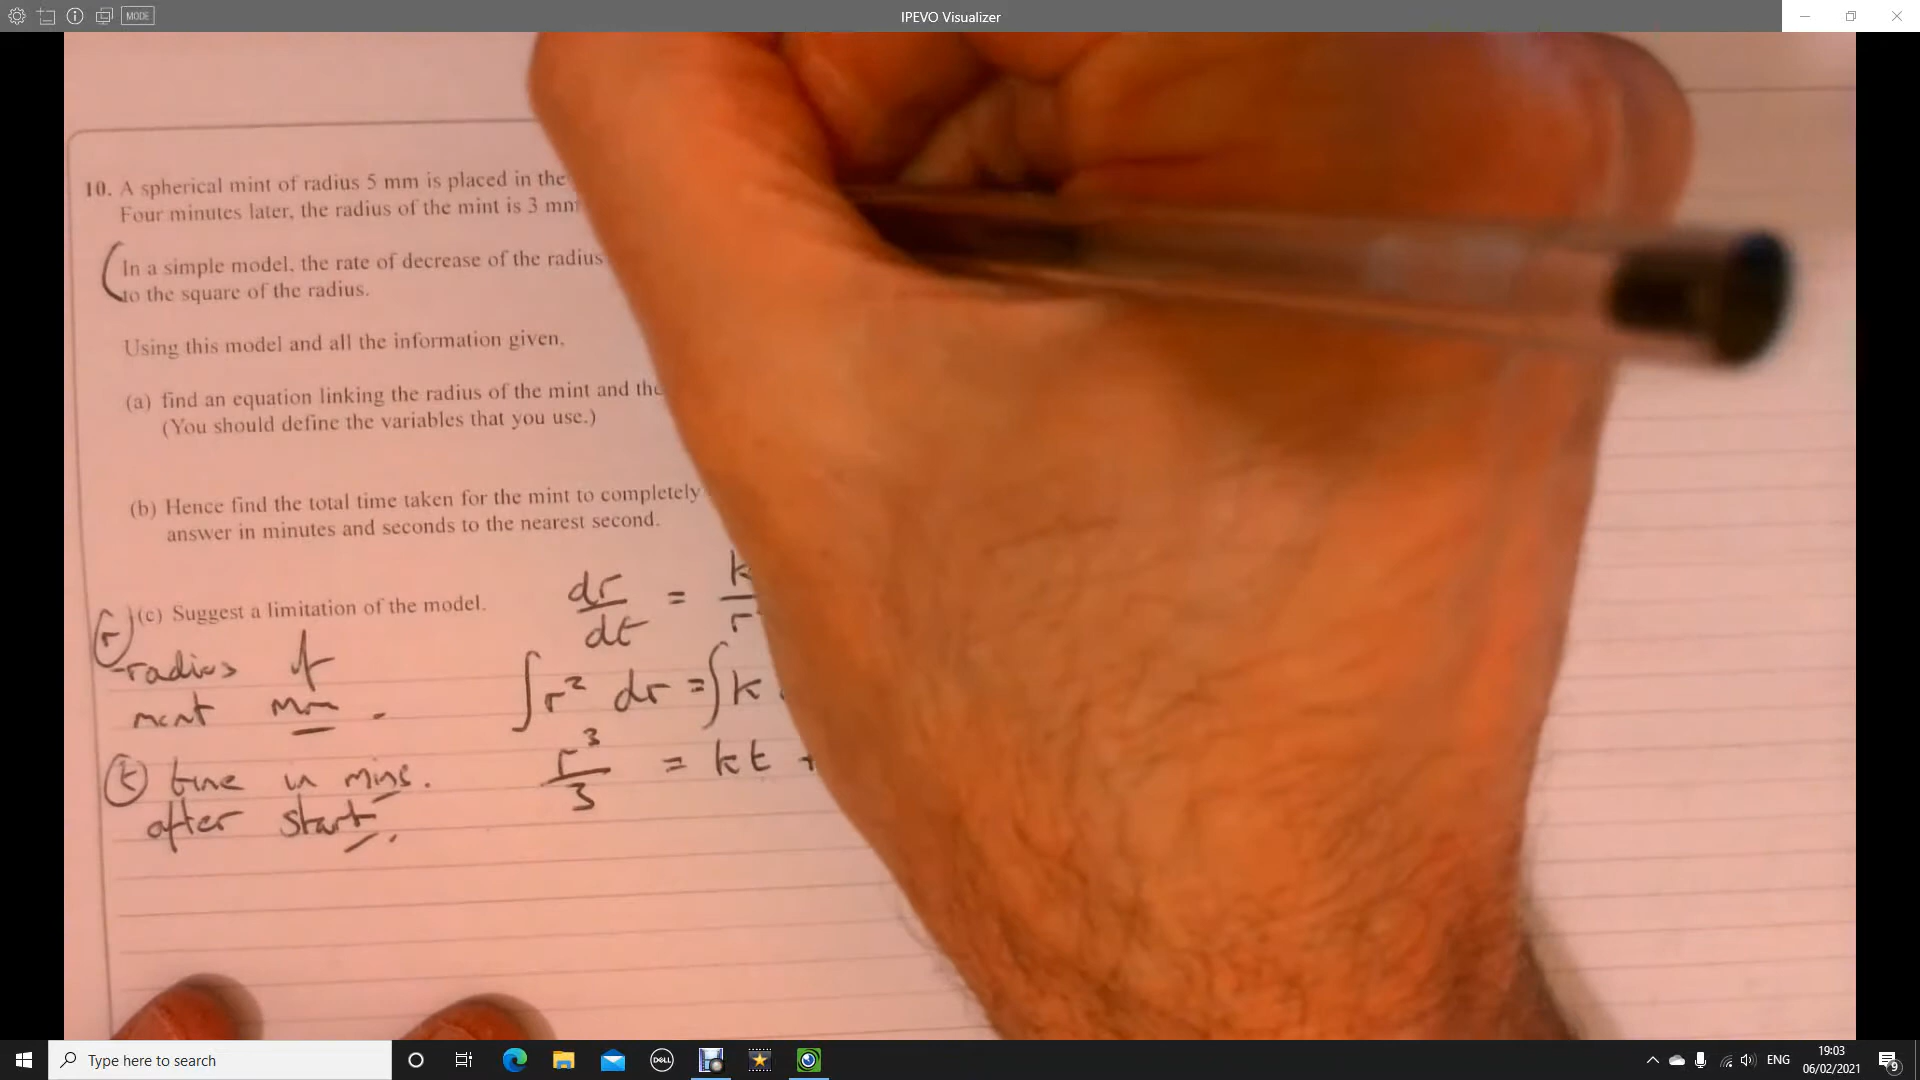 MODE
IPEVO Visualizer
10. A spherical mint of radius 5 mm is placed in the
Four minutes later, the radius of the mint is 3 mm
In a simple model, the rate of decrease of the radius
to the square of the radius.
Using this model and all the information given,
(a) find an equation linking the radius of the mint and the
(You should define the variables that you use.)
(b) Hence find the total time taken for the mint to completely
answer in minutes and seconds to the nearest second.
(c) Suggest a limitation of the model.
dr/dt = k/r
r
radius of
mint mm.
∫r² dr = ∫k
r³/3 = kt +
t time in mins.
after start.
Type here to search
DELL
ENG
19:03
06/02/2021
9